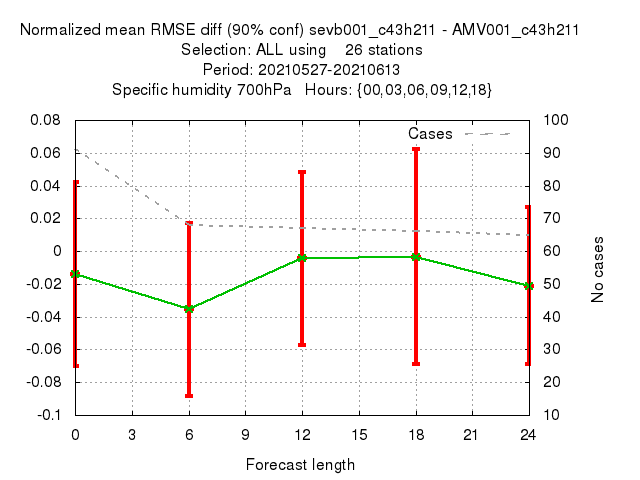 Normalized mean RMSE diff (90% conf) sevb001_c43h211 - AMV001_c43h211
Selection: ALL using 26 stations
Period: 20210527-20210613
Specific humidity 700hPa Hours: {00,03,06,09,12,18}
Cases
0.08
0.06
0.04
0.02
0
-0.02
-0.04
-0.06
-0.08
-0.1
100
90
80
70
60
50
40
30
20
10
No cases
0 3 6 9 12 15 18 21 24
Forecast length